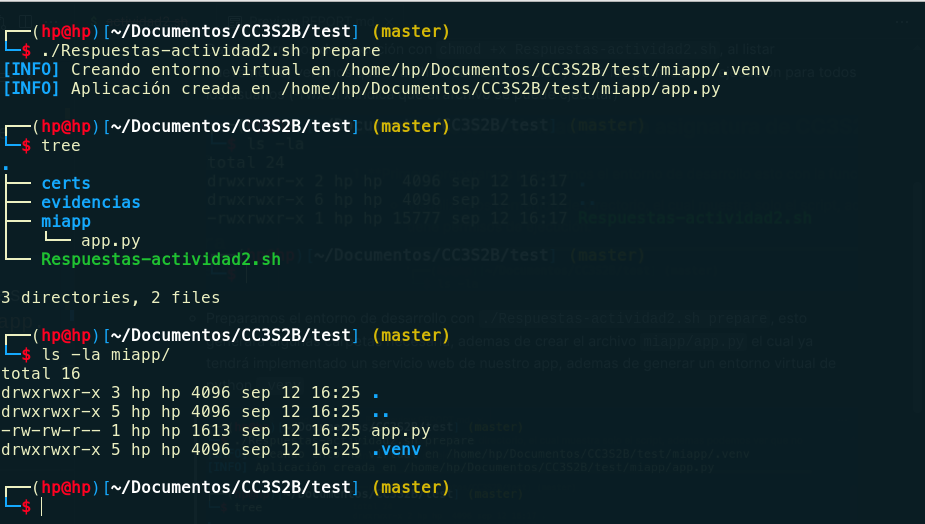 ┌──(hp@hp)[~/Documentos/CC3S2B/test] (master)
└─$ ./Respuestas-actividad2.sh prepare
[INFO] Creando entorno virtual en /home/hp/Documentos/CC3S2B/test/miapp/.venv
[INFO] Aplicación creada en /home/hp/Documentos/CC3S2B/test/miapp/app.py
┌──(hp@hp)[~/Documentos/CC3S2B/test] (master)
└─$ tree
.
├── certs
├── evidencias
├── miapp
│   └── app.py
└── Respuestas-actividad2.sh
3 directories, 2 files
┌──(hp@hp)[~/Documentos/CC3S2B/test] (master)
└─$ ls -la miapp/
total 16
drwxrwxr-x 3 hp hp 4096 sep 12 16:25 .
drwxrwxr-x 5 hp hp 4096 sep 12 16:25 ..
-rw-rw-r-- 1 hp hp 1613 sep 12 16:25 app.py
drwxrwxr-x 5 hp hp 4096 sep 12 16:25 .venv
┌──(hp@hp)[~/Documentos/CC3S2B/test] (master)
└─$